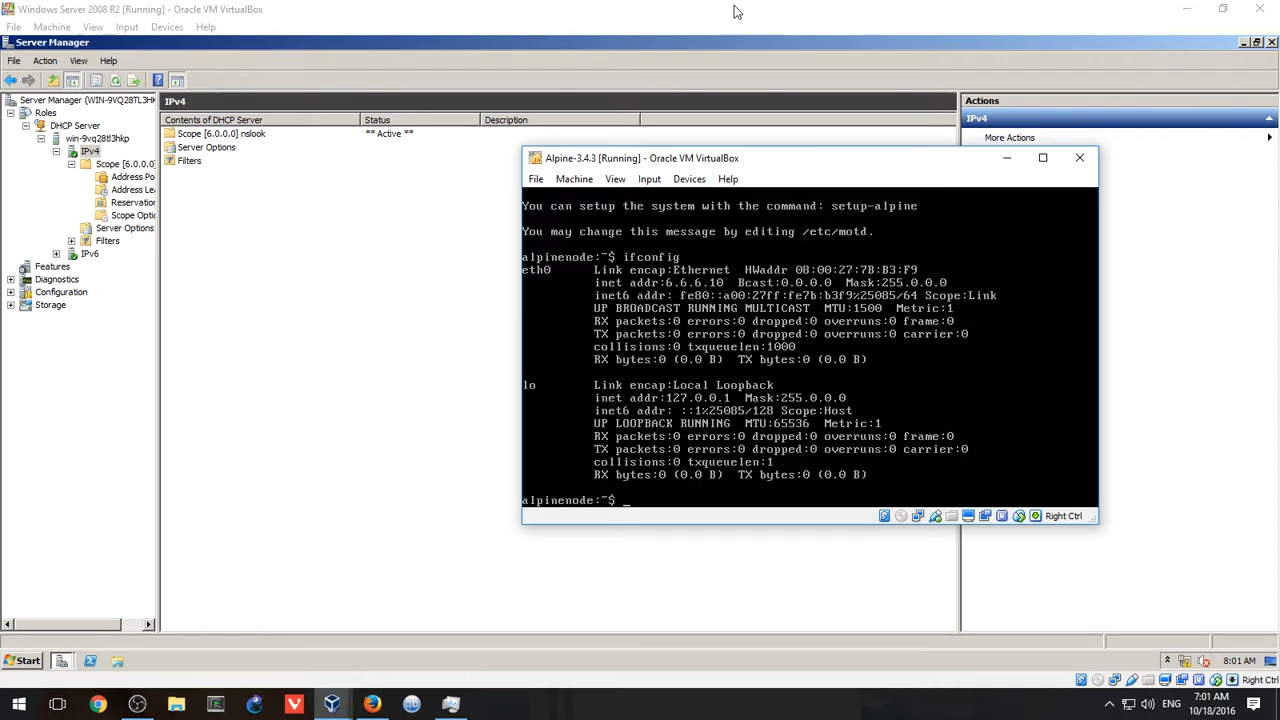 Windows Server 2008 R2 [Running] - Oracle VM VirtualBox
File Machine View Input Devices Help
Server Manager
File Action View Help
Server Manager (WIN-9VQ28TL3H
Roles
DHCP Server
win-9vq28tl3hkp
IPv4
Scope [6.0.0.0]
Address Po
Address Lea
Reservation
Scope Optio
Server Options
Filters
IPv6
Features
Diagnostics
Configuration
Storage
IPv4
Contents of DHCP Server Status Description
Scope [6.0.0.0] nslook ** Active **
Server Options
Filters
Actions
IPv4
More Actions
Alpine-3.4.3 [Running] - Oracle VM VirtualBox
File Machine View Input Devices Help
You can setup the system with the command: setup-alpine
You may change this message by editing /etc/motd.
alpinenode:~$ ifconfig
eth0 Link encap:Ethernet HWaddr 08:00:27:7B:B3:F9
inet addr:6.6.6.10 Bcast:0.0.0.0 Mask:255.0.0.0
inet6 addr: fe80::a00:27ff:fe7b:b3f9%25085/64 Scope:Link
UP BROADCAST RUNNING MULTICAST MTU:1500 Metric:1
RX packets:0 errors:0 dropped:0 overruns:0 frame:0
TX packets:0 errors:0 dropped:0 overruns:0 carrier:0
collisions:0 txqueuelen:1000
RX bytes:0 (0.0 B) TX bytes:0 (0.0 B)
lo Link encap:Local Loopback
inet addr:127.0.0.1 Mask:255.0.0.0
inet6 addr: ::1%25085/128 Scope:Host
UP LOOPBACK RUNNING MTU:65536 Metric:1
RX packets:0 errors:0 dropped:0 overruns:0 frame:0
TX packets:0 errors:0 dropped:0 overruns:0 carrier:0
collisions:0 txqueuelen:1
RX bytes:0 (0.0 B) TX bytes:0 (0.0 B)
alpinenode:~$ _
Right Ctrl
Start
8:01 AM
Right Ctrl
ENG
7:01 AM
10/18/2016